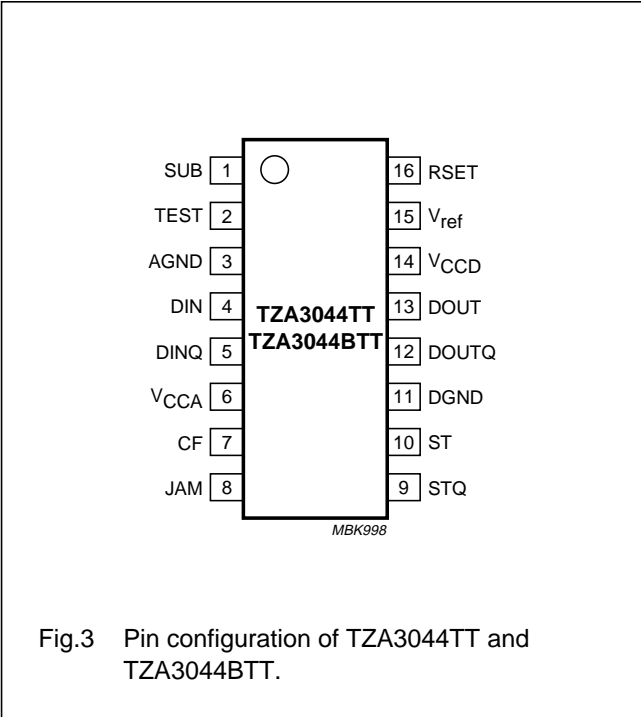 SUB 1 16 RSET
TEST 2 15 Vref
AGND 3 14 VCCD
DIN 4 TZA3044TT 13 DOUT
DINQ 5 TZA3044BTT 12 DOUTQ
VCCA 6 11 DGND
CF 7 10 ST
JAM 8 9 STQ
MBK998
Fig.3 Pin configuration of TZA3044TT and
TZA3044BTT.